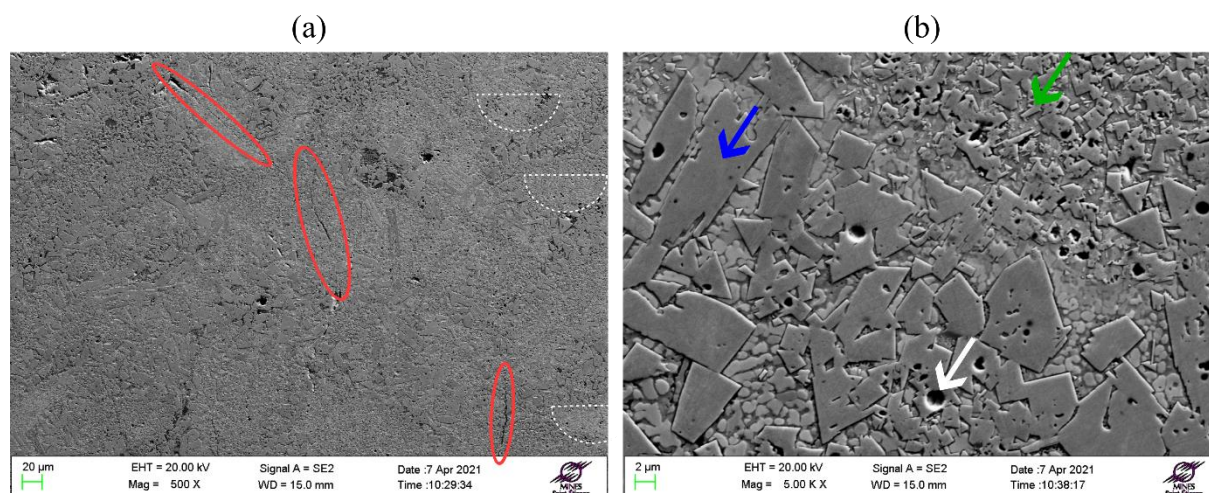 (a)
(b)
20 µm
EHT = 20.00 kV
Signal A = SE2
Date :7 Apr 2021
Mag = 500 X
WD = 15.0 mm
Time :10:29:34
MINES
2 µm
EHT = 20.00 kV
Signal A = SE2
Date :7 Apr 2021
Mag = 5.00 K X
WD = 15.0 mm
Time :10:38:17
MINES